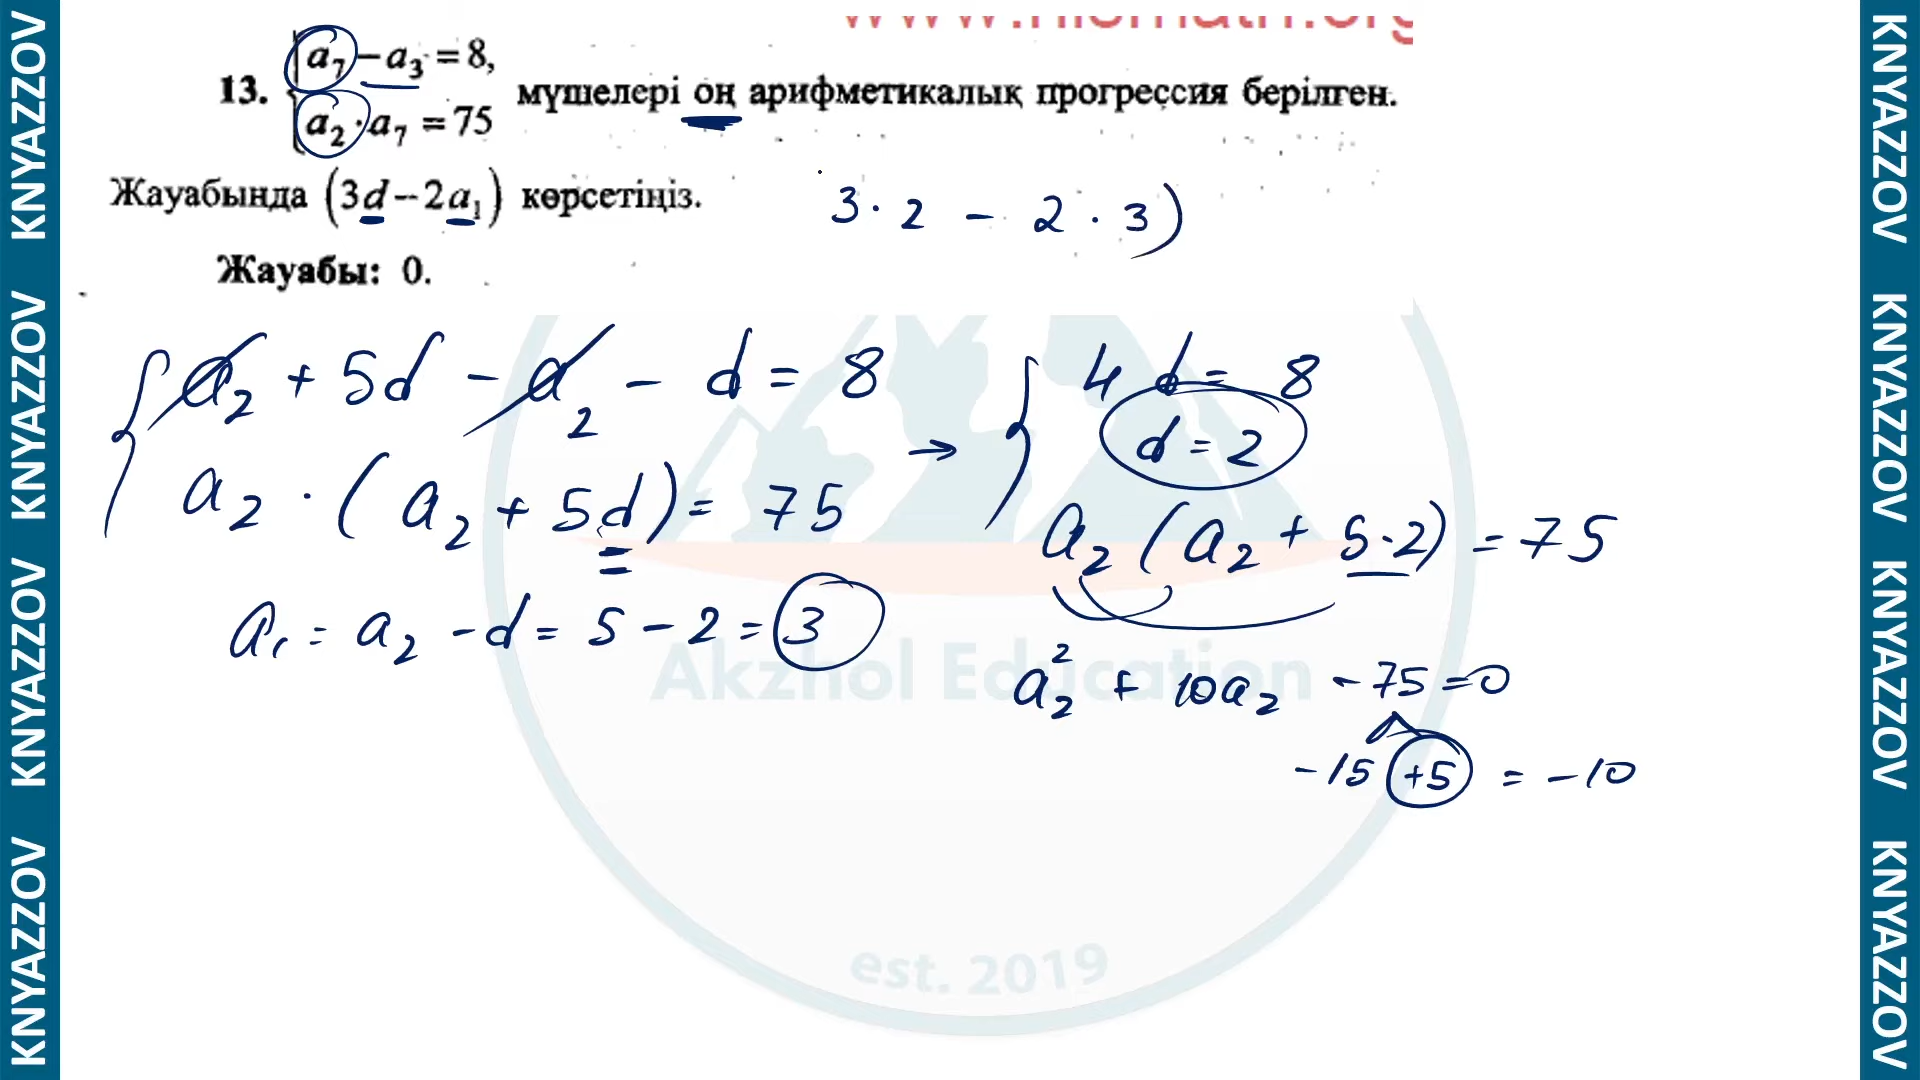 13. a₇ − a₃ = 8,
a₂ · a₇ = 75
мүшелері оң арифметикалық прогрессия берілген.
Жауабында (3d − 2a₁) көрсетіңіз.
3 · 2 − 2 · 3)
Жауабы: 0.
a₂ + 5d − a₂ − d = 8
a₂ · (a₂ + 5d) = 75
→
4d = 8
d = 2
a₂ (a₂ + 5·2) = 75
a₁ = a₂ − d = 5 − 2 = 3
a₂² + 10a₂ − 75 = 0
−15 +5 = −10
Akzhol Education
est. 2019
KNYAZZOV KNYAZZOV KNYAZZOV KNYAZZOV
KNYAZZOV KNYAZZOV KNYAZZOV KNYAZZOV